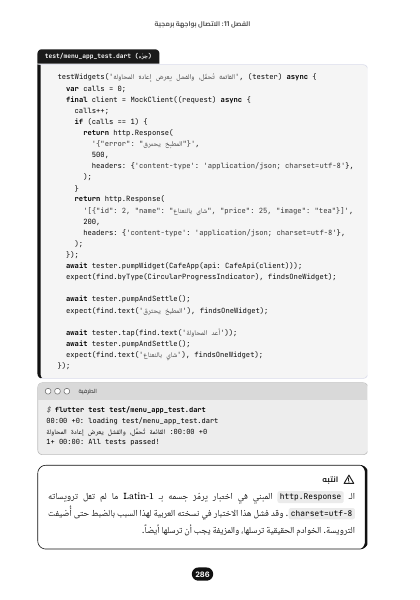 الفصل 11: الاتصال بواجهة برمجية
test/menu_app_test.dart (جزء)
testWidgets('القائمة تُحمَّل، والفشل يعرض إعادة المحاولة', (tester) async {
var calls = 0;
final client = MockClient((request) async {
calls++;
if (calls == 1) {
return http.Response(
'{"error": "المطبخ يحترق"}',
500,
headers: {'content-type': 'application/json; charset=utf-8'},
);
}
return http.Response(
'[{"id": 2, "name": "شاي بالنعناع", "price": 25, "image": "tea"}]',
200,
headers: {'content-type': 'application/json; charset=utf-8'},
);
});
await tester.pumpWidget(CafeApp(api: CafeApi(client)));
expect(find.byType(CircularProgressIndicator), findsOneWidget);
await tester.pumpAndSettle();
expect(find.text('المطبخ يحترق'), findsOneWidget);
await tester.tap(find.text('أعد المحاولة'));
await tester.pumpAndSettle();
expect(find.text('شاي بالنعناع'), findsOneWidget);
});
الطرفية
$ flutter test test/menu_app_test.dart
00:00 +0: loading test/menu_app_test.dart
00:00 +0: القائمة تُحمَّل، والفشل يعرض إعادة المحاولة
00:00 +1: All tests passed!
انتبه
الـ http.Response المبني في اختبار يرمّز جسمه بـ Latin-1 ما لم تقل ترويساته
charset=utf-8. وقد فشل هذا الاختبار في نسخته العربية لهذا السبب بالضبط حتى أُضيفت
الترويسة. الخوادم الحقيقية ترسلها، والمزيفة يجب أن ترسلها أيضاً.
286